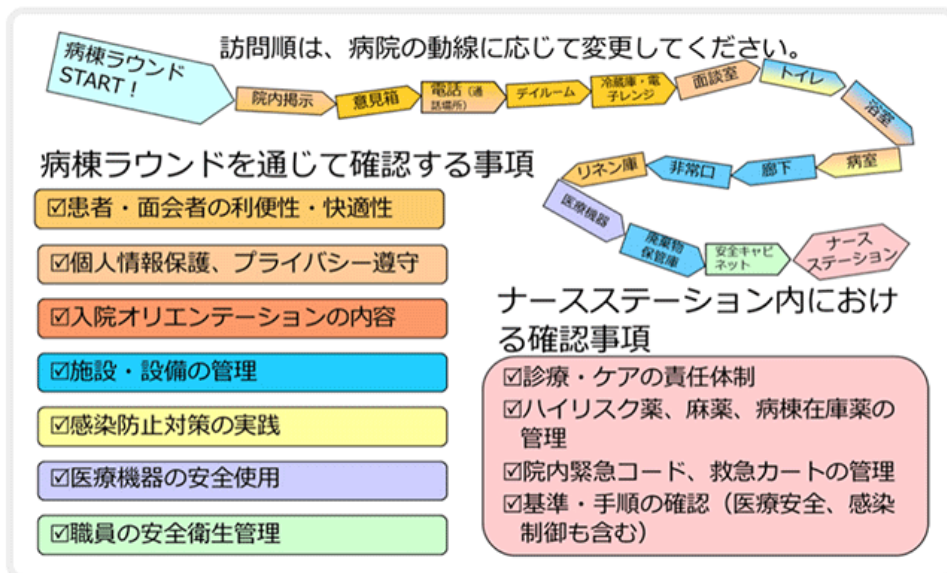 訪問順は、病院の動線に応じて変更してください。
病棟ラウンド
START！
院内掲示
意見箱
電話（通
話場所）
デイルーム
冷蔵庫・電
子レンジ
面談室
トイレ
浴室
病室
廊下
非常口
リネン庫
医療機器
廃棄物
保管庫
安全キャビ
ネット
ナース
ステーション
病棟ラウンドを通じて確認する事項
☑患者・面会者の利便性・快適性
☑個人情報保護、プライバシー遵守
☑入院オリエンテーションの内容
☑施設・設備の管理
☑感染防止対策の実践
☑医療機器の安全使用
☑職員の安全衛生管理
ナースステーション内におけ
る確認事項
☑診療・ケアの責任体制
☑ハイリスク薬、麻薬、病棟在庫薬の
管理
☑院内緊急コード、救急カートの管理
☑基準・手順の確認（医療安全、感染
制御も含む）